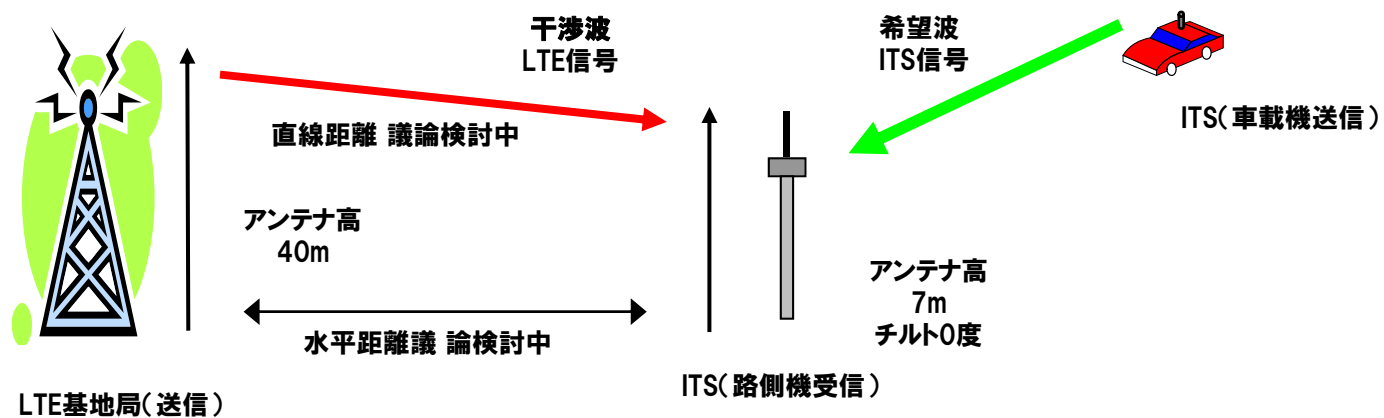 干渉波
LTE信号
希望波
ITS信号
ITS(車載機送信)
直線距離 議論検討中
アンテナ高
40m
アンテナ高
7m
チルト0度
水平距離議 論検討中
ITS(路側機受信)
LTE基地局(送信)